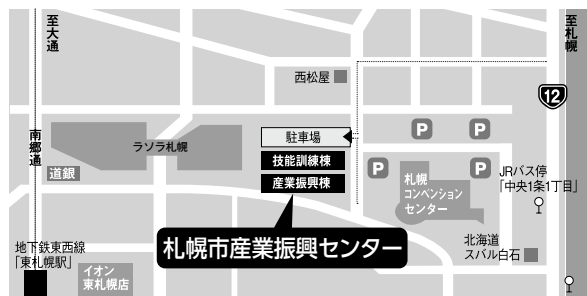 至大通
至札幌
西松屋
12
南郷通
駐車場
P
P
ラソラ札幌
技能訓練棟
道銀
産業振興棟
P
P
札幌
コンベンション
センター
JRバス停
「中央1条1丁目」
札幌市産業振興センター
地下鉄東西線
「東札幌駅」
イオン
東札幌店
北海道
スバル白石